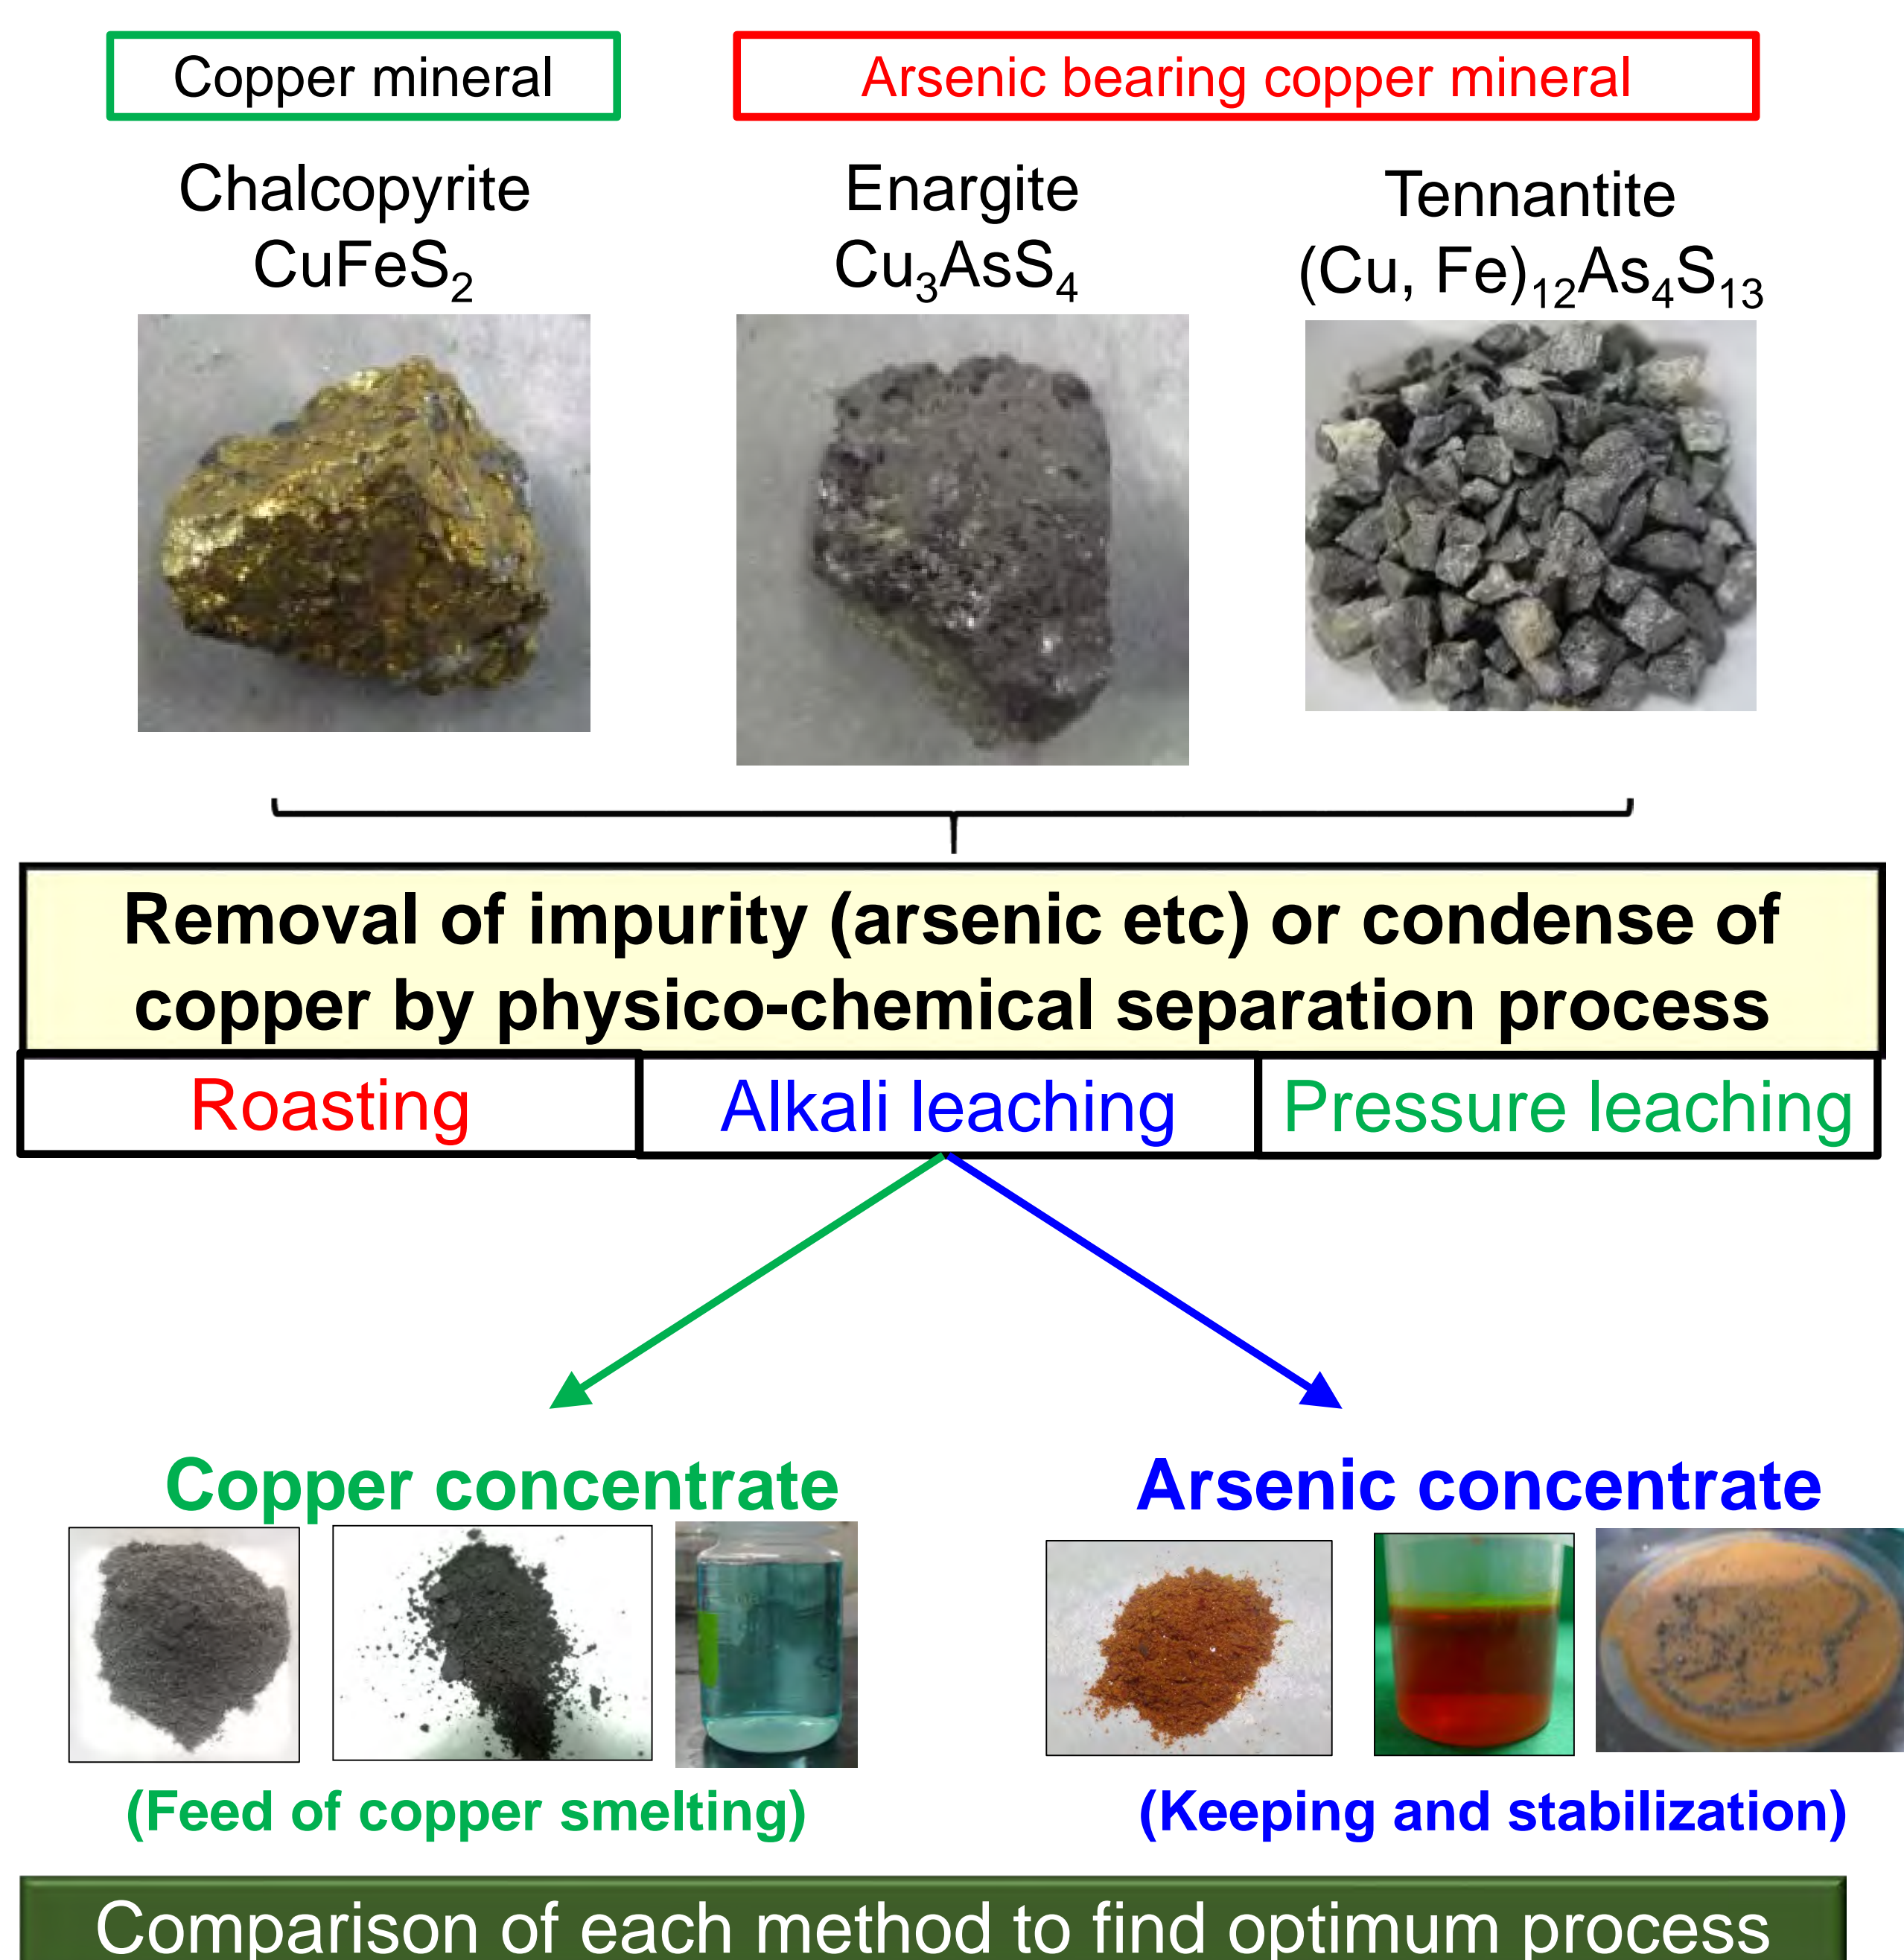 Copper mineral
Arsenic bearing copper mineral
Chalcopyrite
CuFeS₂
Enargite
Cu₃AsS₄
Tennantite
(Cu, Fe)₁₂As₄S₁₃
Removal of impurity (arsenic etc) or condense of
copper by physico-chemical separation process
Roasting
Alkali leaching
Pressure leaching
Copper concentrate
Arsenic concentrate
(Feed of copper smelting)
(Keeping and stabilization)
Comparison of each method to find optimum process